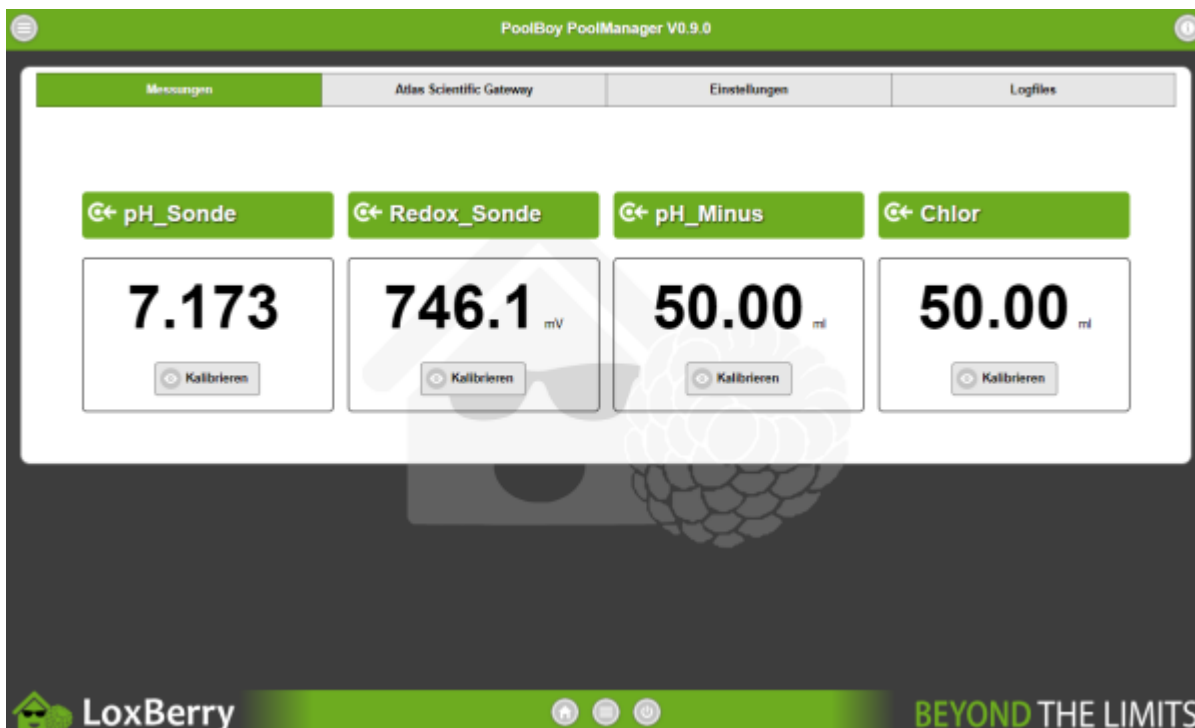 PoolBoy PoolManager V0.9.0
Messungen Atlas Scientific Gateway Einstellungen Logfiles
pH_Sonde Redox_Sonde pH_Minus Chlor
7.173 746.1 mV 50.00 ml 50.00 ml
Kalibrieren Kalibrieren Kalibrieren Kalibrieren
LoxBerry BEYOND THE LIMITS